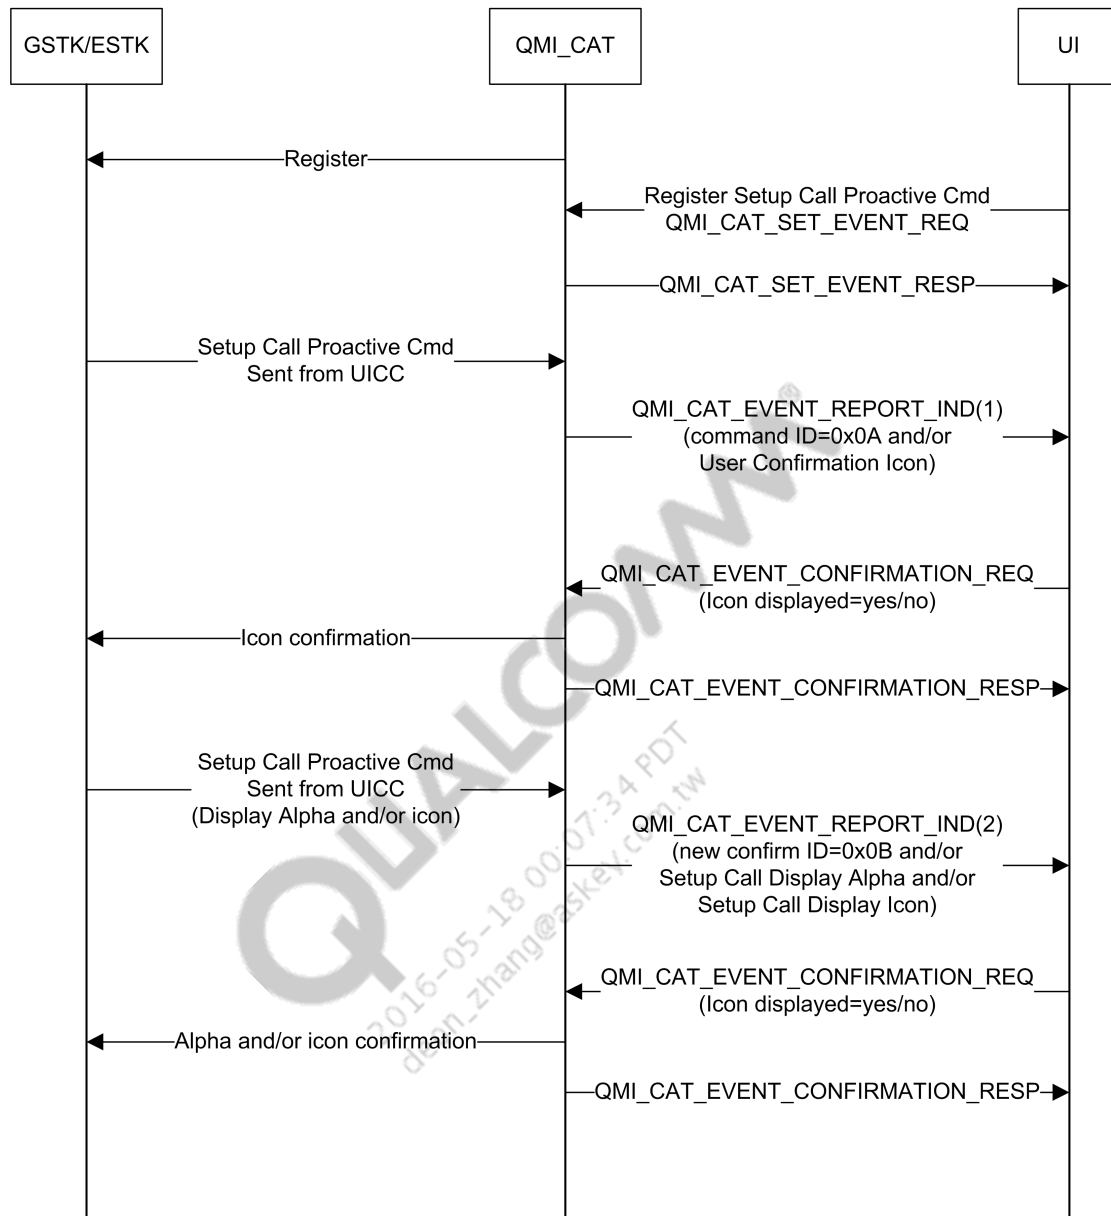 GSTK/ESTK
QMI_CAT
UI
Register
Register Setup Call Proactive Cmd
QMI_CAT_SET_EVENT_REQ
QMI_CAT_SET_EVENT_RESP
Setup Call Proactive Cmd
Sent from UICC
QMI_CAT_EVENT_REPORT_IND(1)
(command ID=0x0A and/or
User Confirmation Icon)
QMI_CAT_EVENT_CONFIRMATION_REQ
(Icon displayed=yes/no)
Icon confirmation
QMI_CAT_EVENT_CONFIRMATION_RESP
Setup Call Proactive Cmd
Sent from UICC
(Display Alpha and/or icon)
QMI_CAT_EVENT_REPORT_IND(2)
(new confirm ID=0x0B and/or
Setup Call Display Alpha and/or
Setup Call Display Icon)
QMI_CAT_EVENT_CONFIRMATION_REQ
(Icon displayed=yes/no)
Alpha and/or icon confirmation
QMI_CAT_EVENT_CONFIRMATION_RESP
QUALCOMM®
2016-05-18 00:07:34 PDT
deon_zhang@askey.com.tw